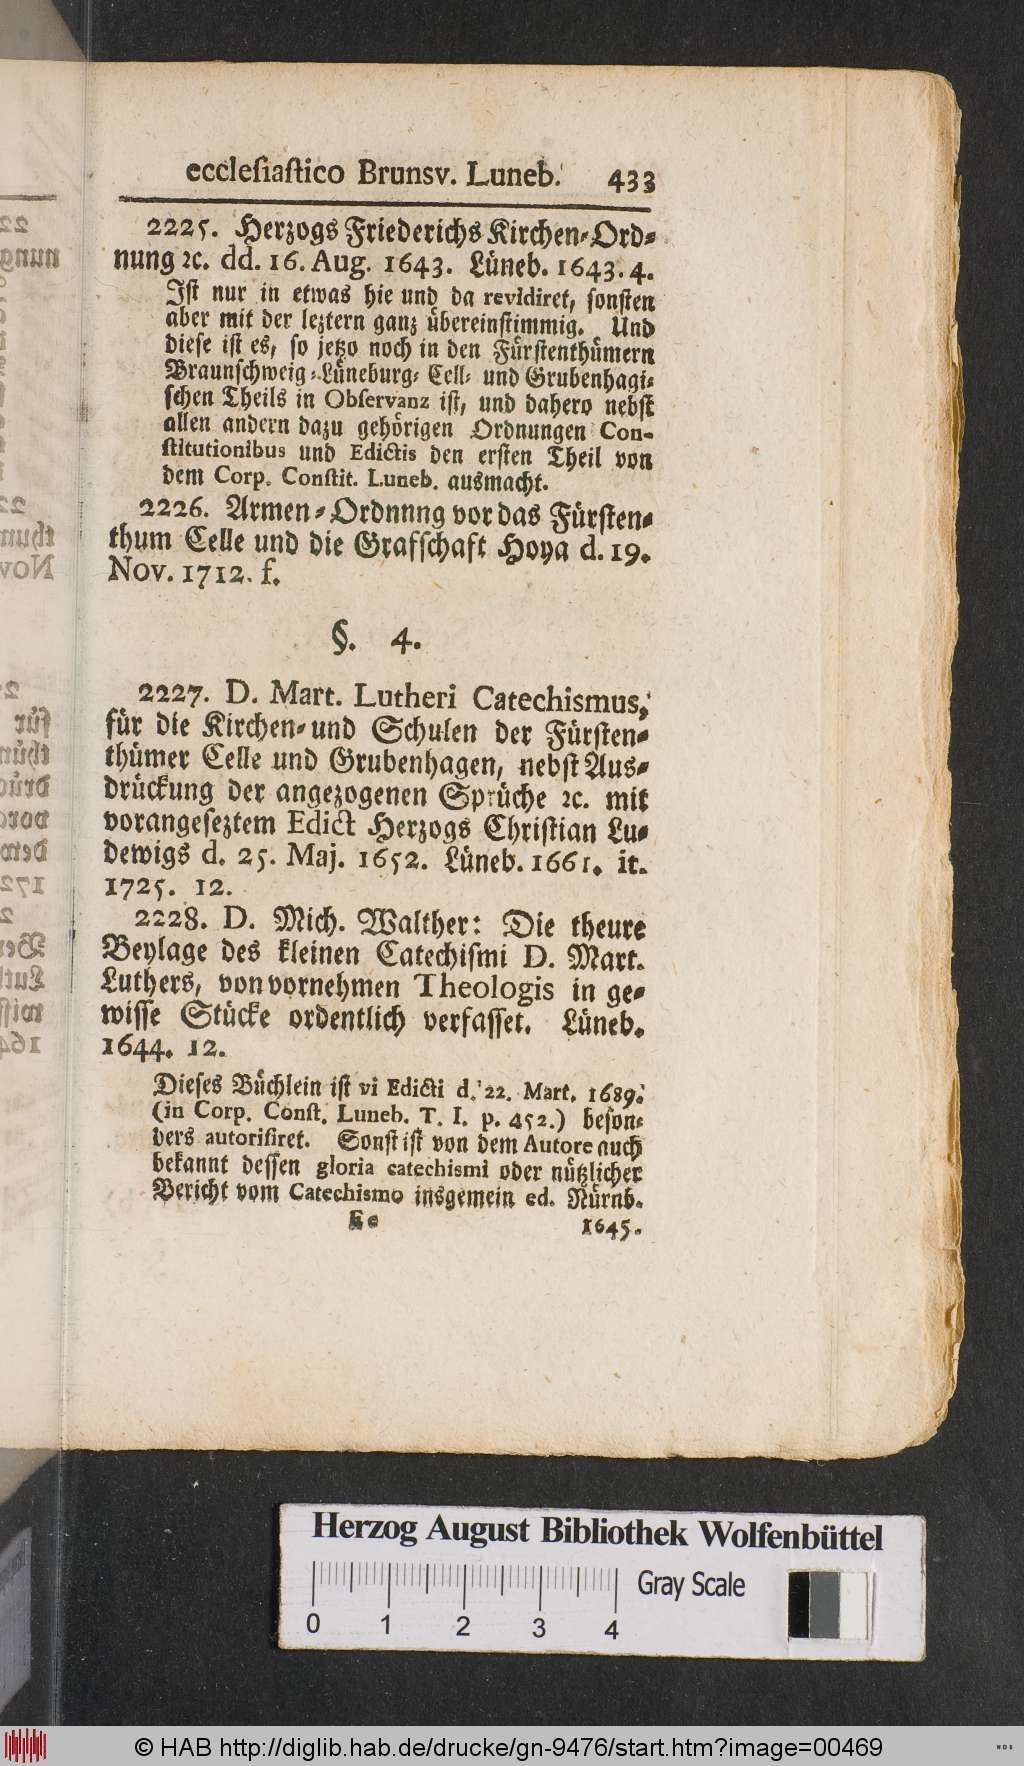 eccleſiaſtico Brunsv. Luneb. 433
2225. Herzogs Friederichs Kirchen-Ord-
nung ꝛc. dd. 16. Aug. 1643. Lüneb. 1643. 4.
Iſt nur in etwas hie und da revidiret, ſonſten
aber mit der leztern ganz übereinſtimmig. Und
dieſe iſt es, ſo jetzo noch in den Fürſtenthümern
Braunſchweig-Lüneburg- Cell- und Grubenhagi-
ſchen Theils in Obſervanz iſt, und dahero nebſt
allen andern dazu gehörigen Ordnungen Con-
ſtitutionibus und Edictis den erſten Theil von
dem Corp. Conſtit. Luneb. ausmacht.
2226. Armen-Ordnnng vor das Fürſten-
thum Celle und die Grafſchaft Hoya d. 19.
Nov. 1712. f.
§. 4.
2227. D. Mart. Lutheri Catechismus,
für die Kirchen- und Schulen der Fürſten-
thümer Celle und Grubenhagen, nebſt Aus-
drückung der angezogenen Sprüche ꝛc. mit
vorangeſeztem Edict Herzogs Chriſtian Lu-
dewigs d. 25. Maj. 1652. Lüneb. 1661. it.
1725. 12.
2228. D. Mich. Walther: Die theure
Beylage des kleinen Catechiſmi D. Mart.
Luthers, von vornehmen Theologis in ge-
wiſſe Stücke ordentlich verfaſſet. Lüneb.
1644. 12.
Dieſes Büchlein iſt vi Edicti d. 22. Mart. 1689.
(in Corp. Conſt. Luneb. T. I. p. 452.) beſon-
ders autoriſiret. Sonſt iſt von dem Autore auch
bekannt deſſen gloria catechismi oder nützlicher
Bericht vom Catechismo insgemein ed. Nürnb.
Ee 1645.
Herzog August Bibliothek Wolfenbüttel
Gray Scale
0 1 2 3 4
© HAB http://diglib.hab.de/drucke/gn-9476/start.htm?image=00469